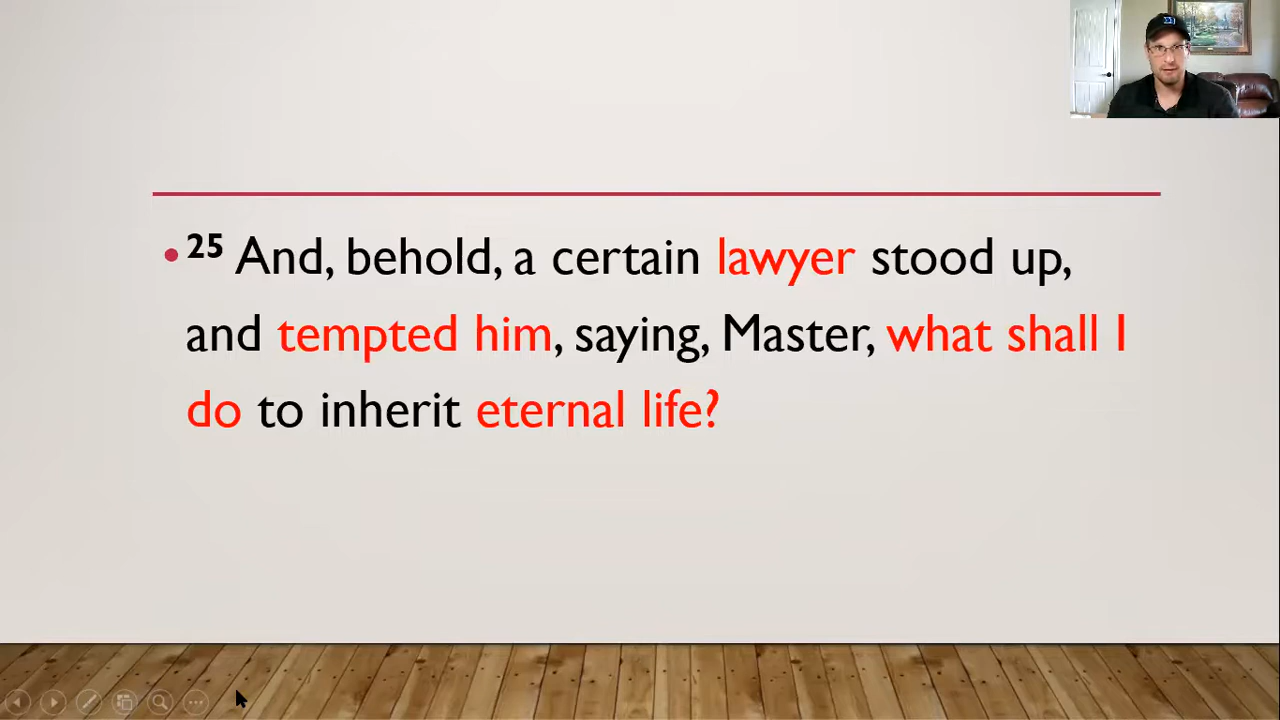 • 25 And, behold, a certain lawyer stood up,
and tempted him, saying, Master, what shall I
do to inherit eternal life?